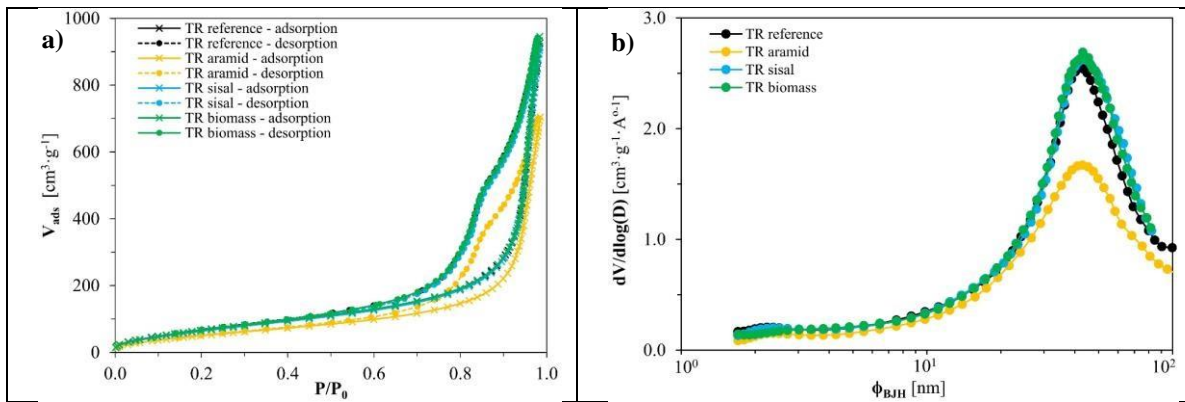 a)
1000
800
600
400
200
0
V_ads [cm³·g⁻¹]
TR reference - adsorption
TR reference - desorption
TR aramid - adsorption
TR aramid - desorption
TR sisal - adsorption
TR sisal - desorption
TR biomass - adsorption
TR biomass - desorption
0.0 0.2 0.4 0.6 0.8 1.0
P/P₀
b)
3.0
2.0
1.0
0.0
dV/dlog(D) [cm³·g⁻¹·Aº⁻¹]
TR reference
TR aramid
TR sisal
TR biomass
10⁰ 10¹ 10²
ϕ_BJH [nm]